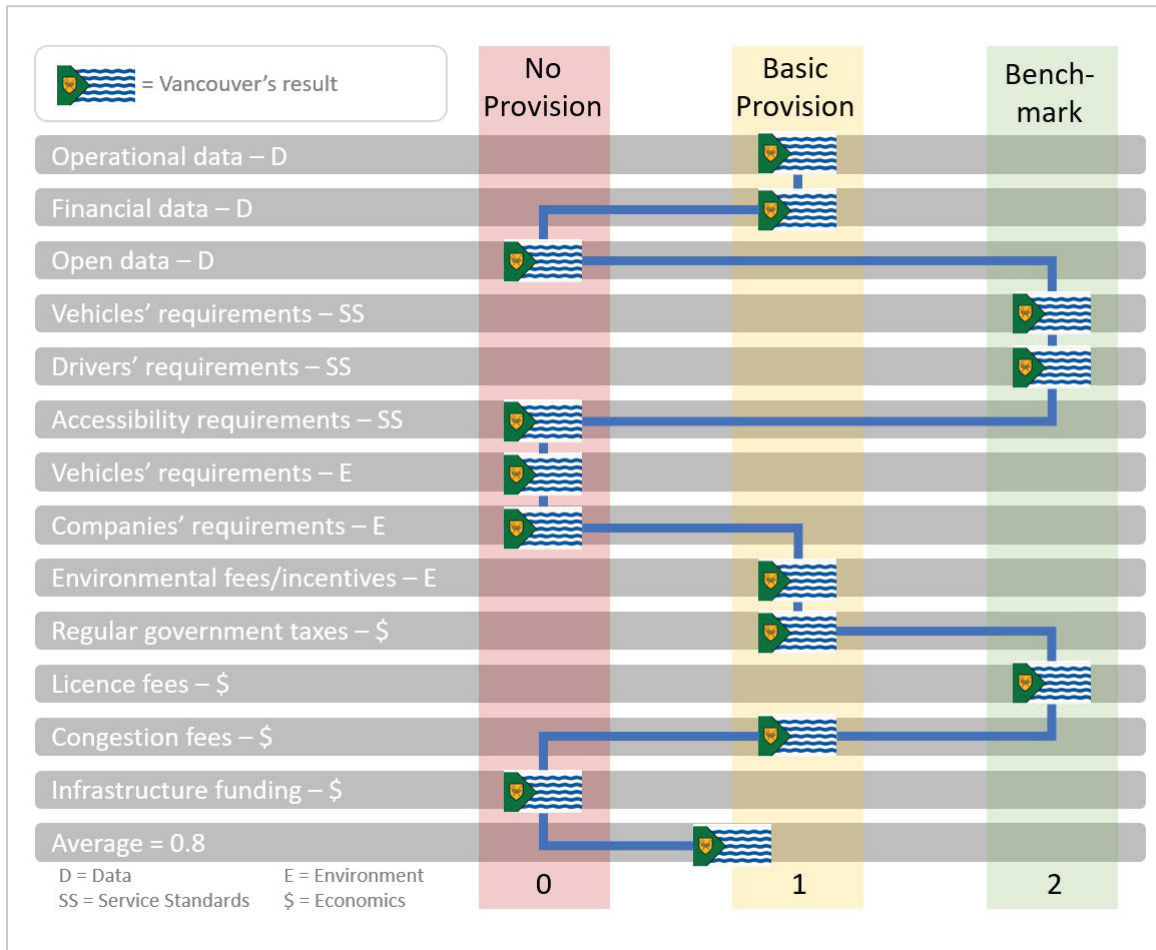 = Vancouver's result
No
Provision
Basic
Provision
Bench-
mark
Operational data – D
Financial data – D
Open data – D
Vehicles' requirements – SS
Drivers' requirements – SS
Accessibility requirements – SS
Vehicles' requirements – E
Companies' requirements – E
Environmental fees/incentives – E
Regular government taxes – $
Licence fees – $
Congestion fees – $
Infrastructure funding – $
Average = 0.8
D = Data
E = Environment
SS = Service Standards
$ = Economics
0
1
2